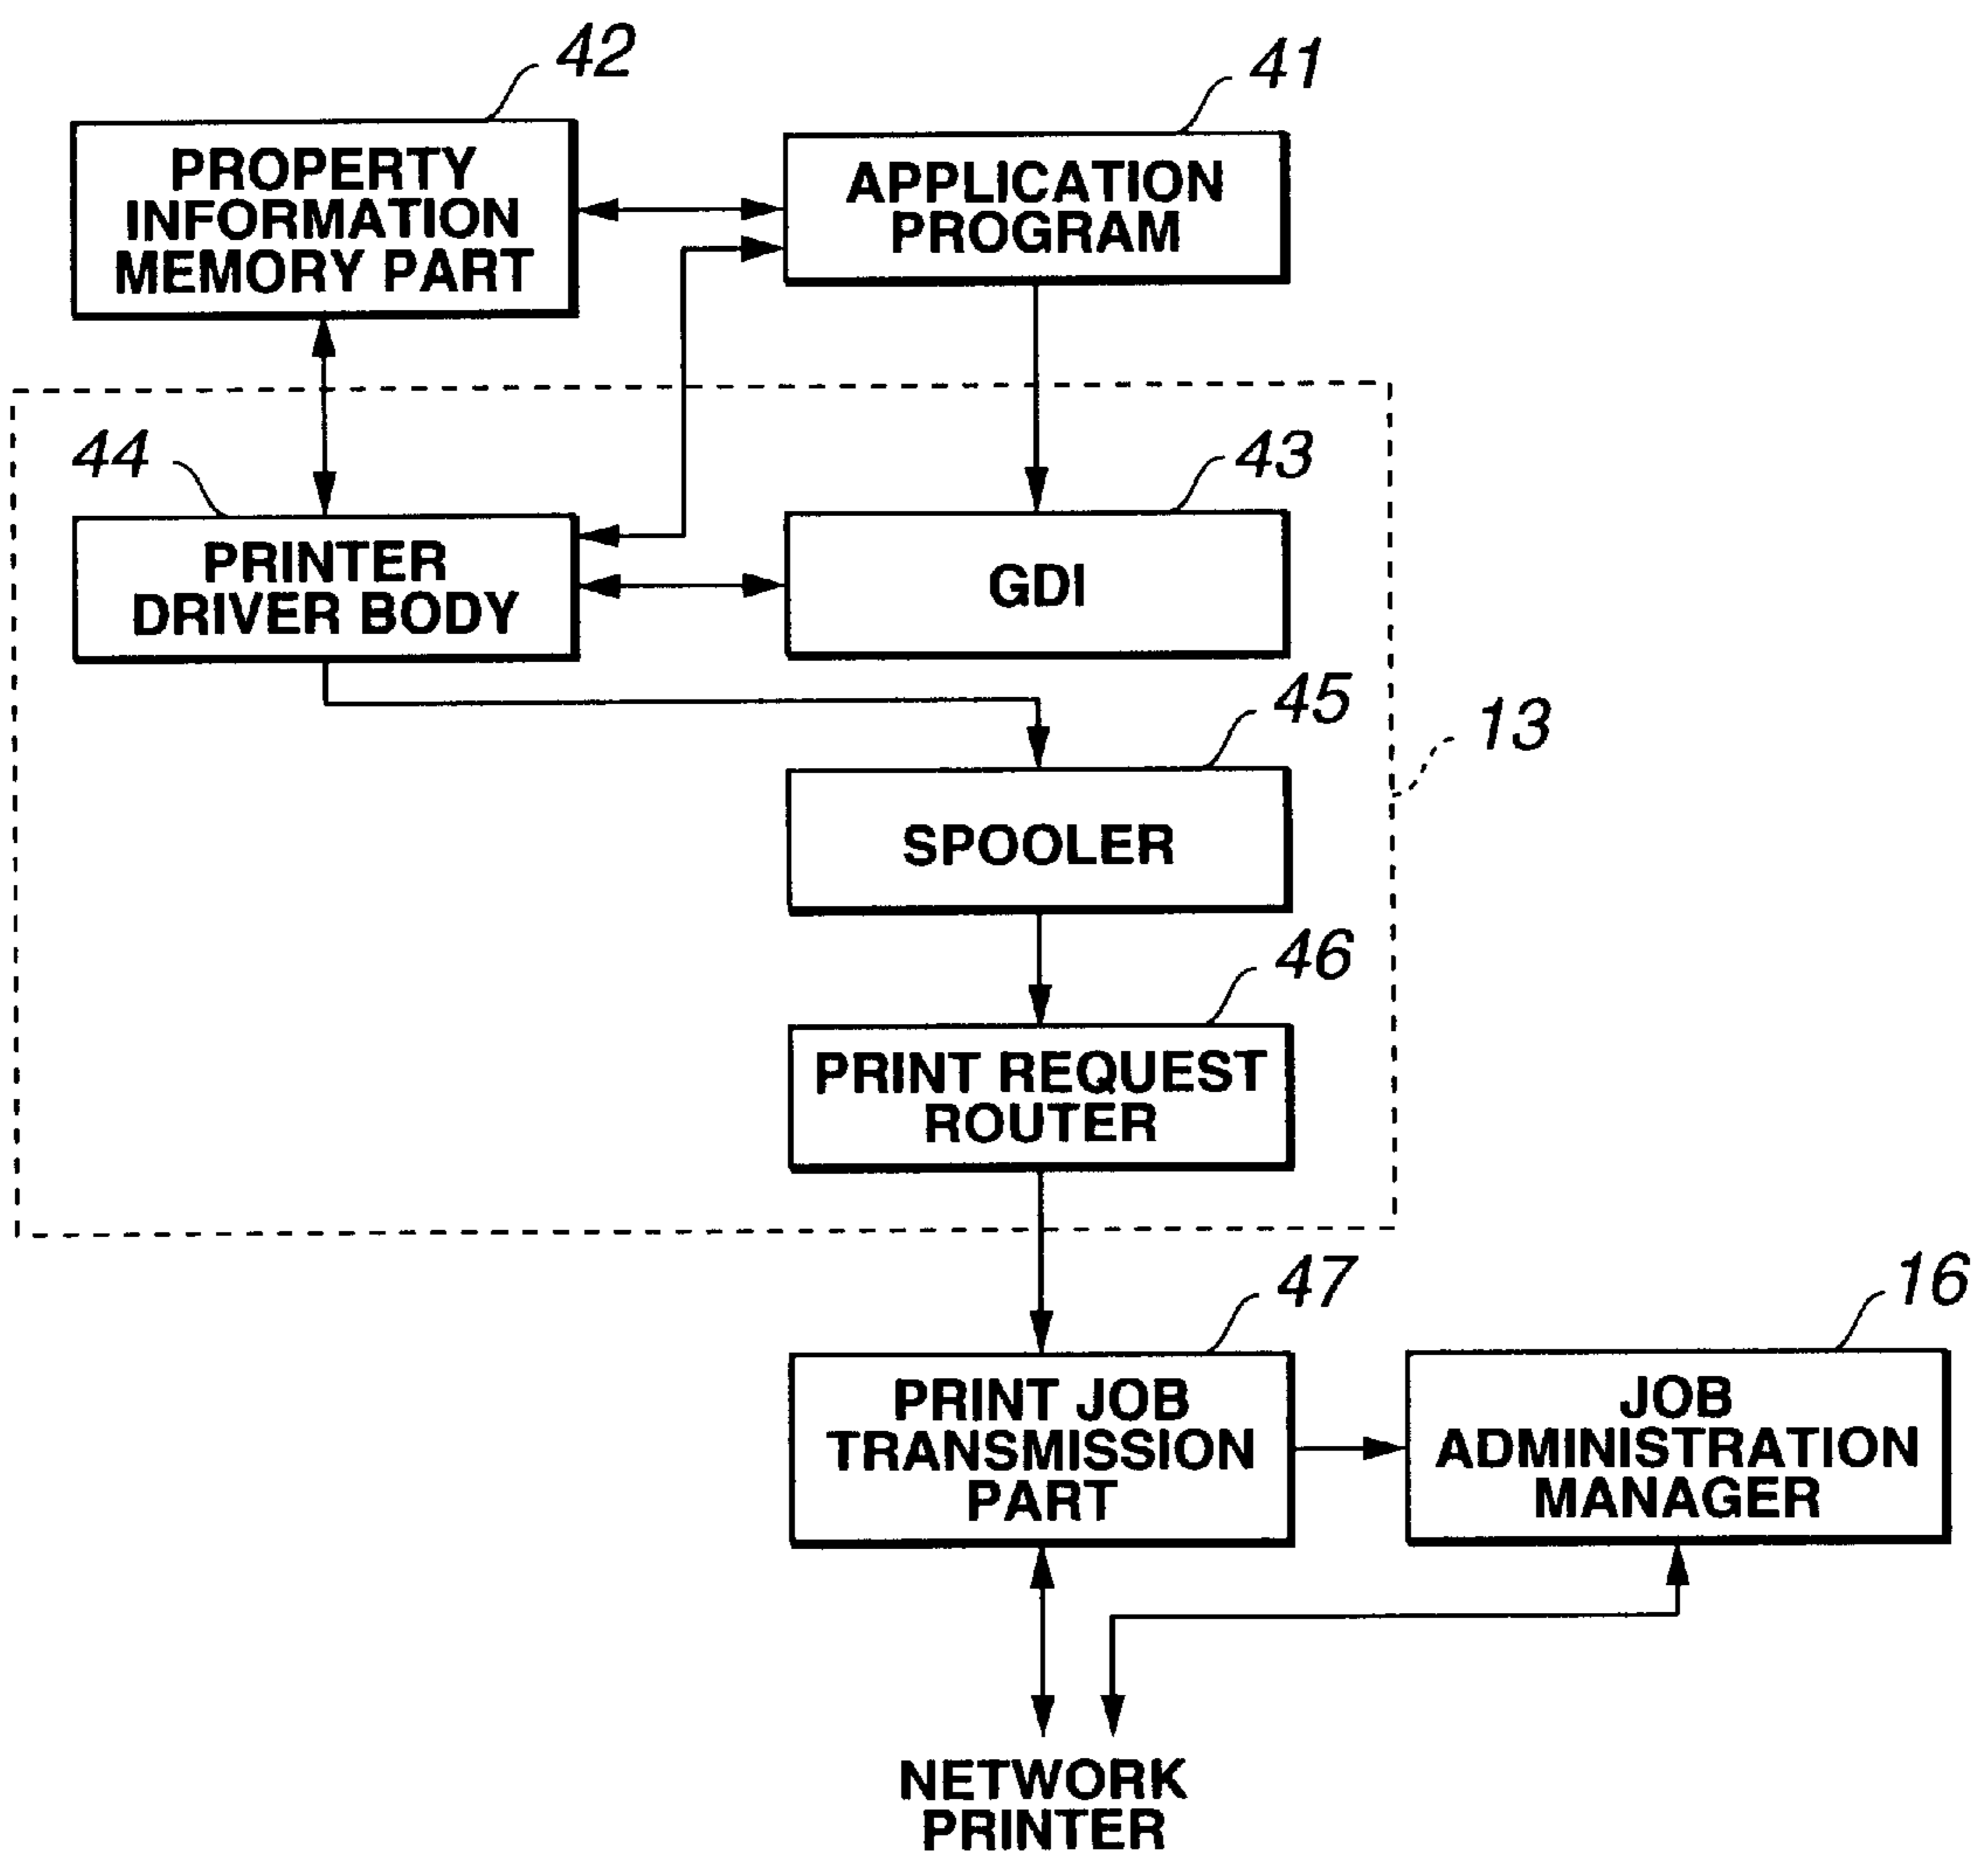 42
41
PROPERTY
INFORMATION
MEMORY PART
APPLICATION
PROGRAM
44
43
PRINTER
DRIVER BODY
GDI
45
13
SPOOLER
46
PRINT REQUEST
ROUTER
47
16
PRINT JOB
TRANSMISSION
PART
JOB
ADMINISTRATION
MANAGER
NETWORK
PRINTER